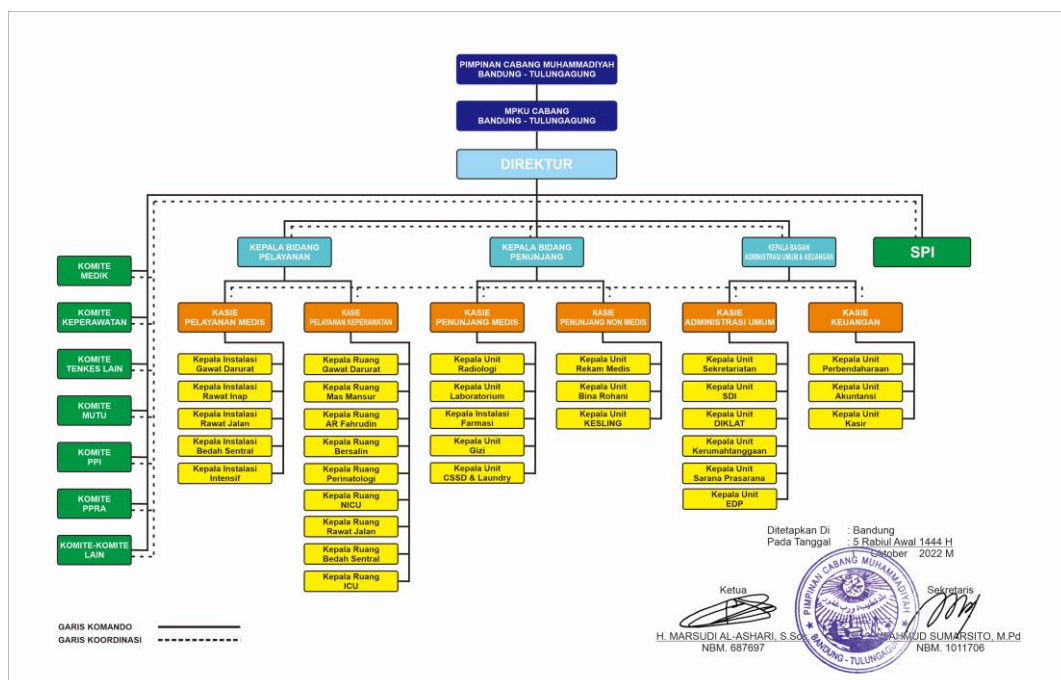 PIMPINAN CABANG MUHAMMADIYAH
BANDUNG - TULUNGAGUNG
MPKU CABANG
BANDUNG - TULUNGAGUNG
DIREKTUR
KEPALA BIDANG
PELAYANAN
KEPALA BIDANG
PENUNJANG
KEPALA BAGIAN
ADMINISTRASI UMUM & KEUANGAN
SPI
KOMITE
MEDIK
KOMITE
KEPERAWATAN
KOMITE
TENKES LAIN
KOMITE
MUTU
KOMITE
PPI
KOMITE
PPRA
KOMITE-KOMITE
LAIN
KASIE
PELAYANAN MEDIS
Kepala Instalasi
Gawat Darurat
Kepala Instalasi
Rawat Inap
Kepala Instalasi
Rawat Jalan
Kepala Instalasi
Bedah Sentral
Kepala Instalasi
Intensif
KASIE
PELAYANAN KEPERAWATAN
Kepala Ruang
Gawat Darurat
Kepala Ruang
Mas Mansur
Kepala Ruang
AR Fahrudin
Kepala Ruang
Bersalin
Kepala Ruang
Perinatologi
Kepala Ruang
NICU
Kepala Ruang
Rawat Jalan
Kepala Ruang
Bedah Sentral
Kepala Ruang
ICU
KASIE
PENUNJANG MEDIS
Kepala Unit
Radiologi
Kepala Unit
Laboratorium
Kepala Instalasi
Farmasi
Kepala Unit
Gizi
Kepala Unit
CSSD & Laundry
KASIE
PENUNJANG NON MEDIS
Kepala Unit
Rekam Medis
Kepala Unit
Bina Rohani
Kepala Unit
KESLING
KASIE
ADMINISTRASI UMUM
Kepala Unit
Sekretariatan
Kepala Unit
SDI
Kepala Unit
DIKLAT
Kepala Unit
Kerumahtanggaan
Kepala Unit
Sarana Prasarana
Kepala Unit
EDP
KASIE
KEUANGAN
Kepala Unit
Perbendaharaan
Kepala Unit
Akuntansi
Kepala Unit
Kasir
Ditetapkan Di : Bandung
Pada Tanggal : 5 Rabiul Awal 1444 H
Oktober 2022 M
Ketua
Sekretaris
PIMPINAN CABANG MUHAMMADIYAH
BANDUNG - TULUNGAGUNG
H. MARSUDI AL-ASHARI, S.Sos
SUMARSITO, M.Pd
NBM. 687697
NBM. 1011706
GARIS KOMANDO
GARIS KOORDINASI